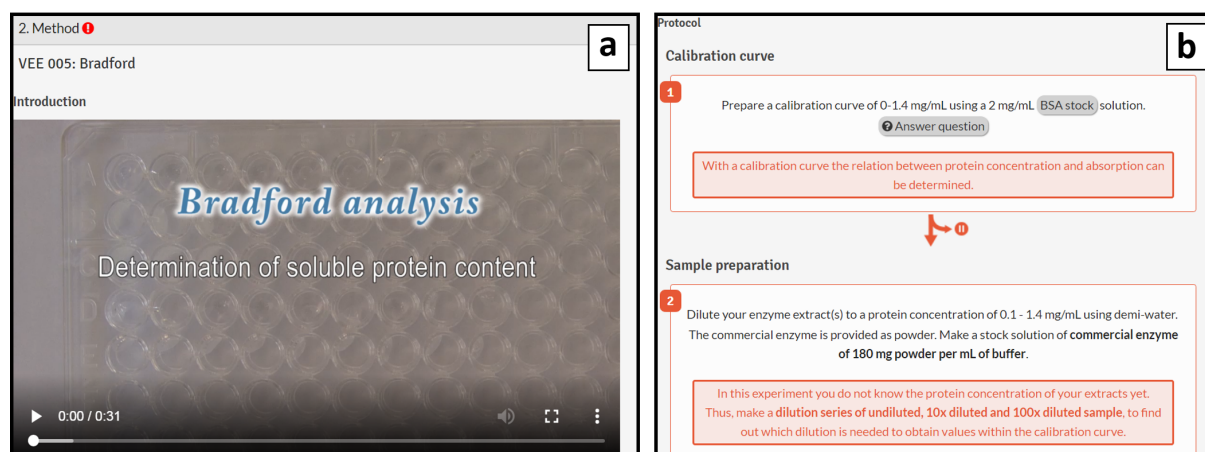 2. Method
a
VEE 005: Bradford
Introduction
Bradford analysis
Determination of soluble protein content
0:00 / 0:31
Protocol
b
Calibration curve
1
Prepare a calibration curve of 0-1.4 mg/mL using a 2 mg/mL BSA stock solution.
Answer question
With a calibration curve the relation between protein concentration and absorption can
be determined.
Sample preparation
2
Dilute your enzyme extract(s) to a protein concentration of 0.1 - 1.4 mg/mL using demi-water.
The commercial enzyme is provided as powder. Make a stock solution of commercial enzyme
of 180 mg powder per mL of buffer.
In this experiment you do not know the protein concentration of your extracts yet.
Thus, make a dilution series of undiluted, 10x diluted and 100x diluted sample, to find
out which dilution is needed to obtain values within the calibration curve.